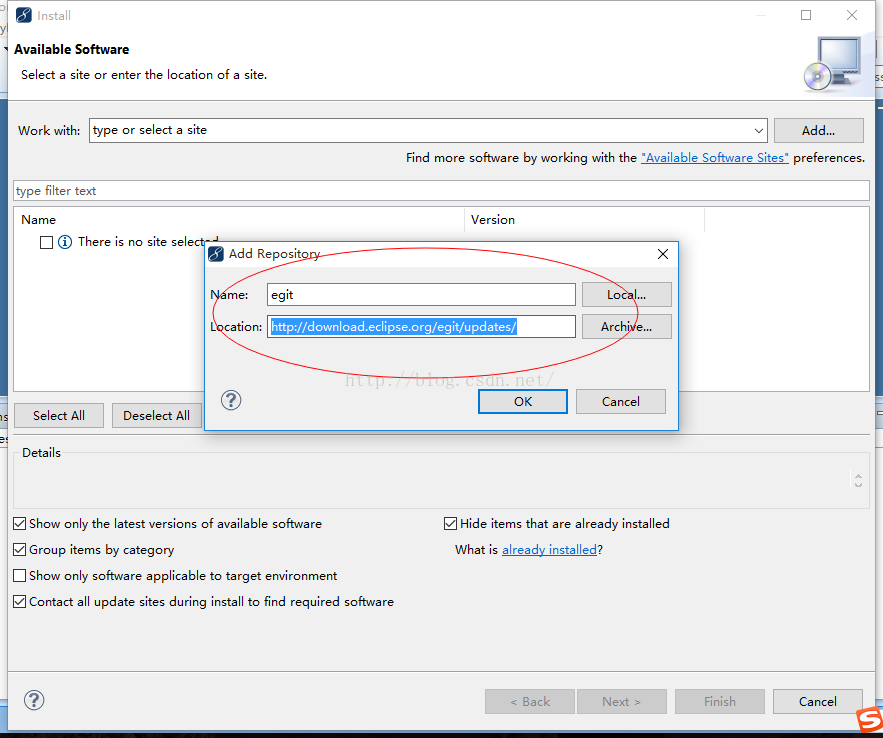 Install
Available Software
Select a site or enter the location of a site.
Work with: type or select a site Add...
Find more software by working with the "Available Software Sites" preferences.
type filter text
Name Version
There is no site selected
Add Repository
Name: egit Local...
Location: http://download.eclipse.org/egit/updates/ Archive...
http://blog.csdn.net/
OK Cancel
Select All Deselect All
Details
Show only the latest versions of available software Hide items that are already installed
Group items by category What is already installed?
Show only software applicable to target environment
Contact all update sites during install to find required software
< Back Next > Finish Cancel